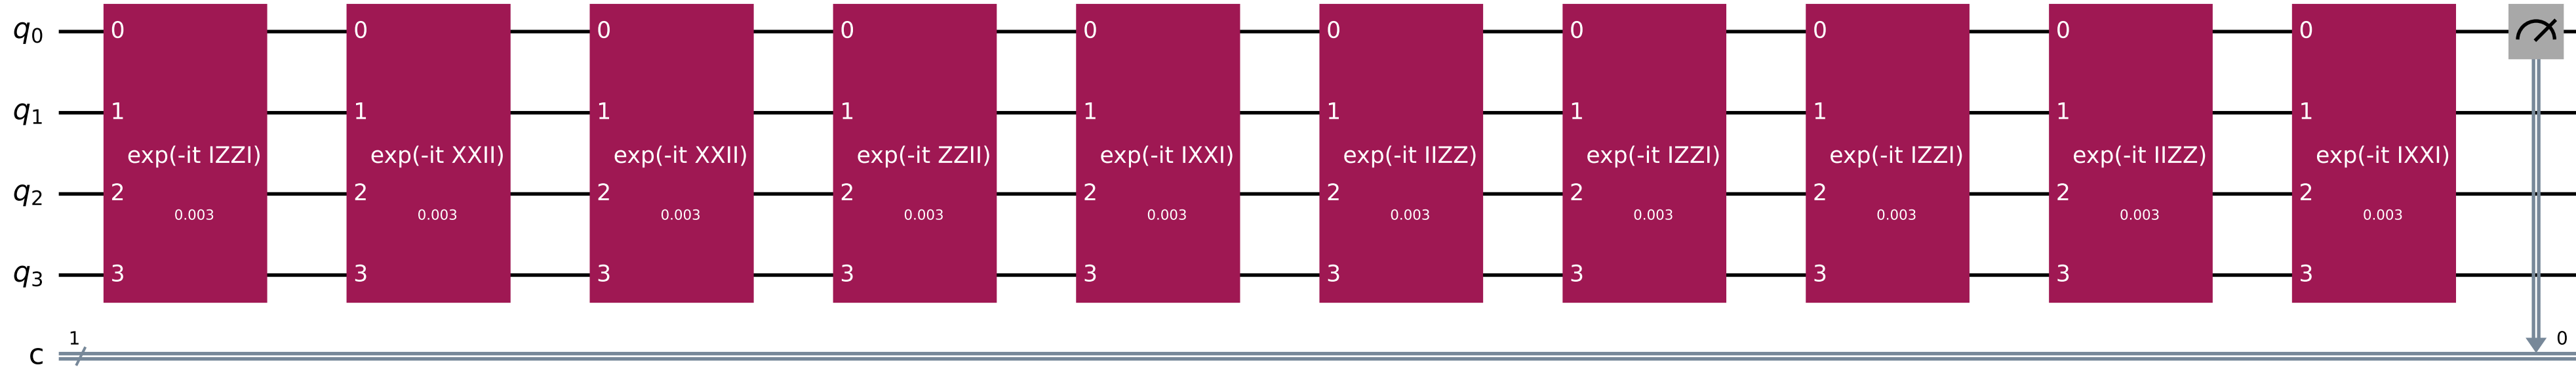 q0 0 0 0 0 0 0 0 0 0 0
q1 1 1 1 1 1 1 1 1 1 1
exp(-it IZZI) exp(-it XXII) exp(-it XXII) exp(-it ZZII) exp(-it IXXI) exp(-it IIZZ) exp(-it IZZI) exp(-it IZZI) exp(-it IIZZ) exp(-it IXXI)
q2 2 2 2 2 2 2 2 2 2 2
0.003 0.003 0.003 0.003 0.003 0.003 0.003 0.003 0.003 0.003
q3 3 3 3 3 3 3 3 3 3 3
1 0
c